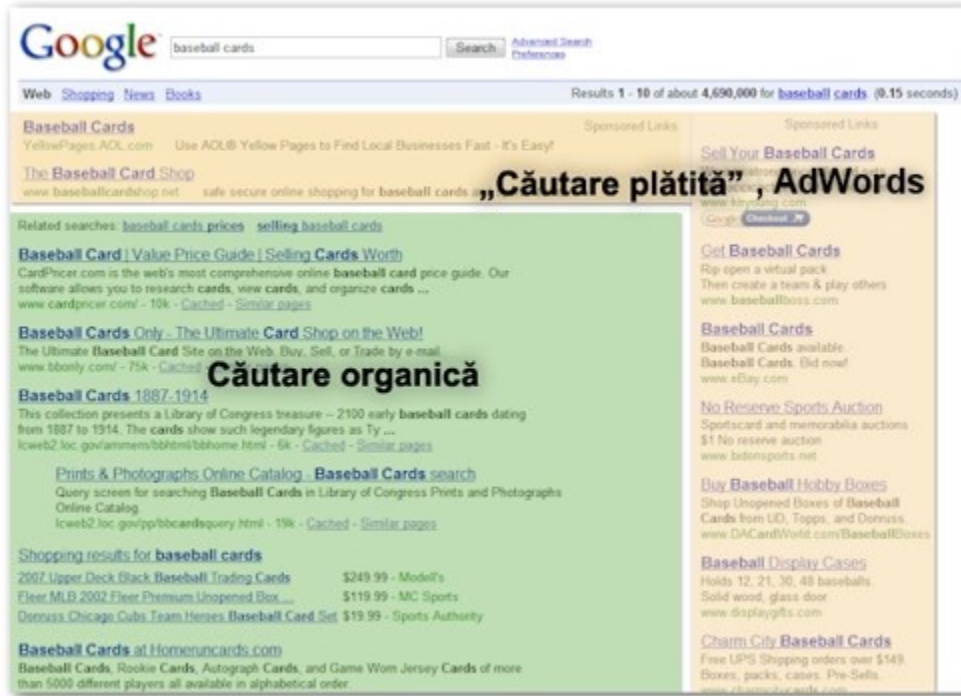 Google baseball cards Search Advanced Search
Preferences
Web Shopping News Books Results 1 - 10 of about 4,690,000 for baseball cards. (0.15 seconds)
Baseball Cards Sponsored Links
YellowPages.AOL.com Use AOL® Yellow Pages to Find Local Businesses Fast - It's Easy!
The Baseball Card Shop
www.baseballcardshop.net safe secure online shopping for baseball cards
„Căutare plătită” , AdWords
Related searches: baseball cards prices selling baseball cards
Baseball Card | Value Price Guide | Selling Cards Worth
CardPricer.com is the web's most comprehensive online baseball card price guide. Our
software allows you to research cards, view cards, and organize cards ...
www.cardpricer.com/ - 10k - Cached - Similar pages
Baseball Cards Only - The Ultimate Card Shop on the Web!
The Ultimate Baseball Card Site on the Web. Buy, Sell, or Trade by e-mail.
www.bbonly.com/ - 75k - Cached
Căutare organică
Baseball Cards 1887-1914
This collection presents a Library of Congress treasure -- 2100 early baseball cards dating
from 1887 to 1914. The cards show such legendary figures as Ty ...
lcweb2.loc.gov/ammem/bbhtml/bbhome.html - 6k - Cached - Similar pages
Prints & Photographs Online Catalog - Baseball Cards search
Query screen for searching Baseball Cards in Library of Congress Prints and Photographs
Online Catalog.
lcweb2.loc.gov/pp/bbcardsquery.html - 19k - Cached - Similar pages
Shopping results for baseball cards
2007 Upper Deck Black Baseball Trading Cards $249.99 - Modell's
Fleer MLB 2002 Fleer Premium Unopened Box ... $119.99 - MC Sports
Donruss Chicago Cubs Team Heroes Baseball Card Set $19.99 - Sports Authority
Baseball Cards at Homeruncards.com
Baseball Cards, Rookie Cards, Autograph Cards, and Game Worn Jersey Cards of more
than 5000 different players all available in alphabetical order.
Sponsored Links
Sell Your Baseball Cards
Google Checkout
Get Baseball Cards
Rip open a virtual pack
Then create a team & play others
www.baseballboss.com
Baseball Cards
Baseball Cards available.
Baseball Cards. Bid now!
www.eBay.com
No Reserve Sports Auction
Sportscard and memorabilia auctions
$1 No reserve auction
www.bidonsports.net
Buy Baseball Hobby Boxes
Shop Unopened Boxes of Baseball
Cards from UD, Topps, and Donruss.
www.DACardWorld.com/BaseballBoxes
Baseball Display Cases
Holds 12, 21, 30, 48 baseballs.
Solid wood, glass door
www.displaygifts.com
Charm City Baseball Cards
Free UPS Shipping orders over $149.
Boxes, packs, cases. Pre-Sells.
www.charmcitycards.com